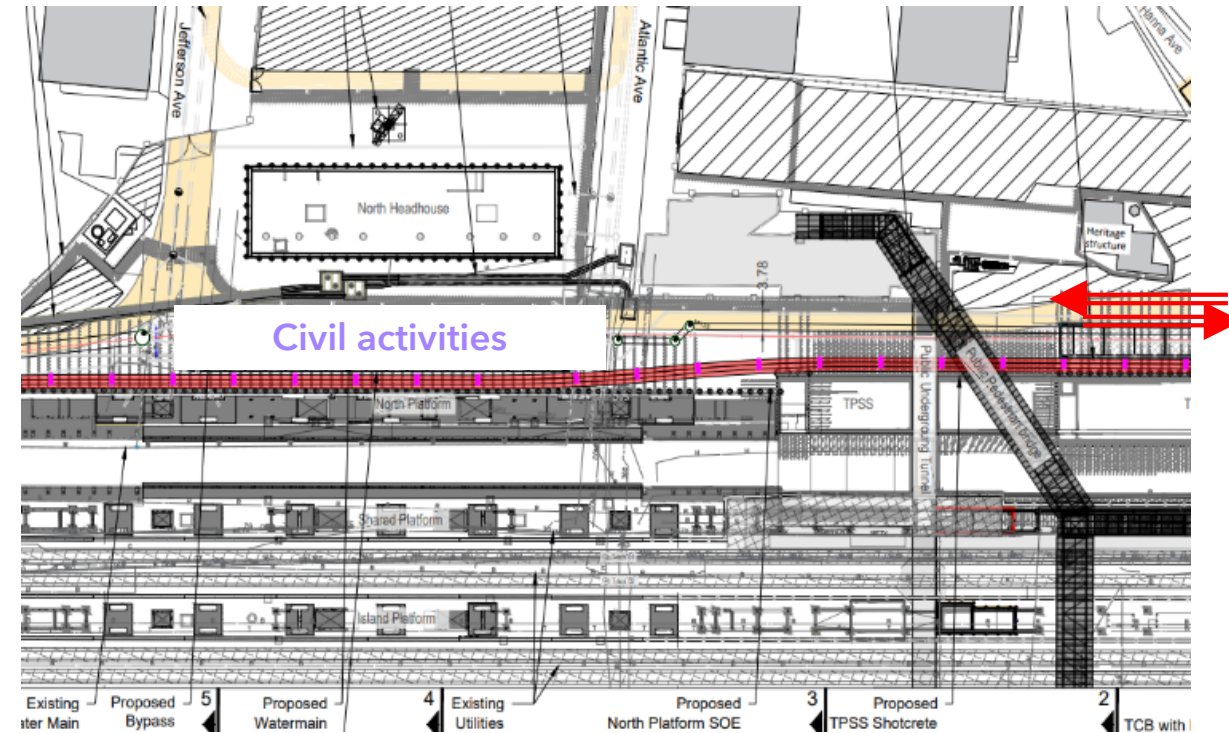 Jefferson Ave
Atlantic Ave
Hanna Ave
North Headhouse
Heritage
structure
3.78
Civil activities
Public Pedestrian bridge
Public Underground Tunnel
North Platform
TPSS
T
Shared Platform
Island Platform
Existing
ater Main
Proposed
Bypass
5
Proposed
Watermain
4
Existing
Utilities
Proposed
North Platform SOE
3
Proposed
TPSS Shotcrete
2
TCB with